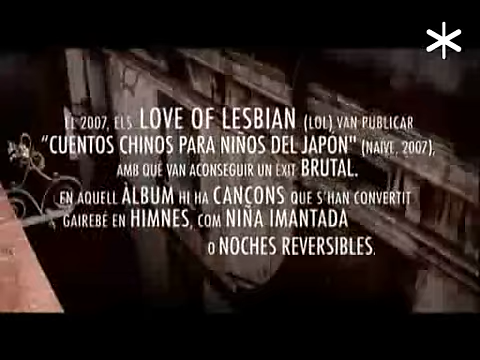 EL 2007, ELS LOVE OF LESBIAN (LOL) VAN PUBLICAR
"CUENTOS CHINOS PARA NIÑOS DEL JAPÓN" (NAIVE, 2007),
AMB QUÈ VAN ACONSEGUIR UN ÈXIT BRUTAL.
EN AQUELL ÀLBUM HI HA CANÇONS QUE S'HAN CONVERTIT
GAIREBÉ EN HIMNES, COM NIÑA IMANTADA
O NOCHES REVERSIBLES.